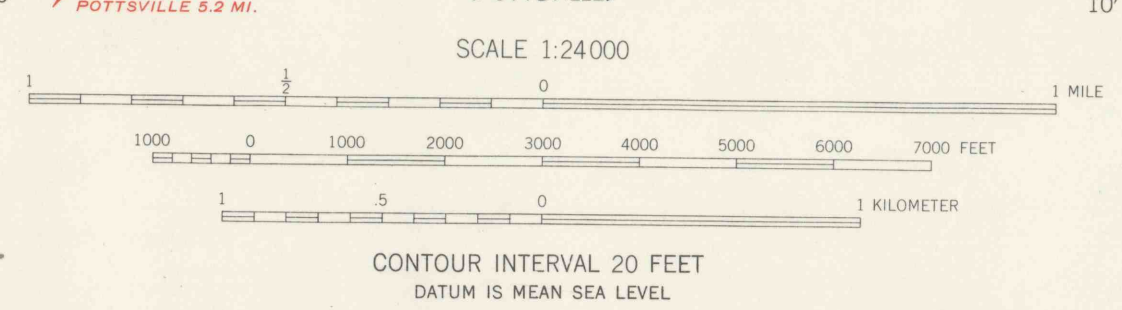 POTTSVILLE 5.2 MI.
10'
SCALE 1:24000
1 ½ 0 1 MILE
1000 0 1000 2000 3000 4000 5000 6000 7000 FEET
1 .5 0 1 KILOMETER
CONTOUR INTERVAL 20 FEET
DATUM IS MEAN SEA LEVEL